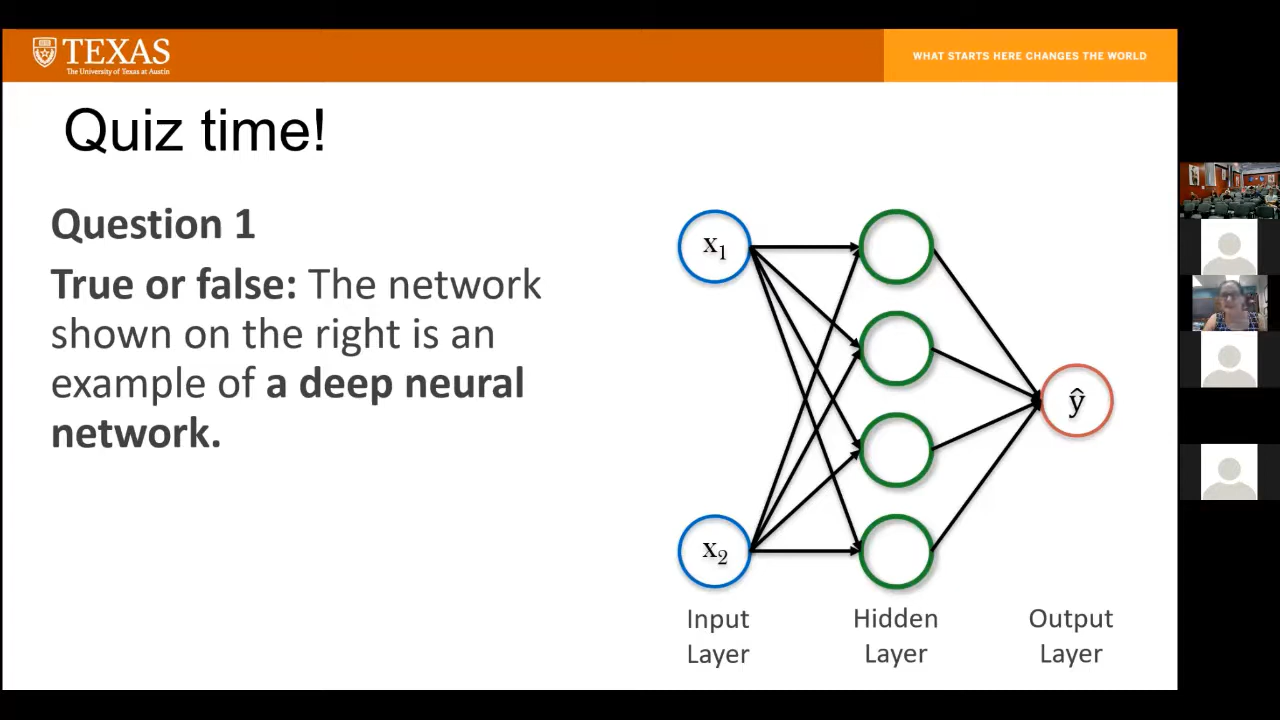 TEXAS
The University of Texas at Austin
WHAT STARTS HERE CHANGES THE WORLD
Quiz time!
Question 1
True or false: The network
shown on the right is an
example of a deep neural
network.
x₁
x₂
ŷ
Input
Layer
Hidden
Layer
Output
Layer